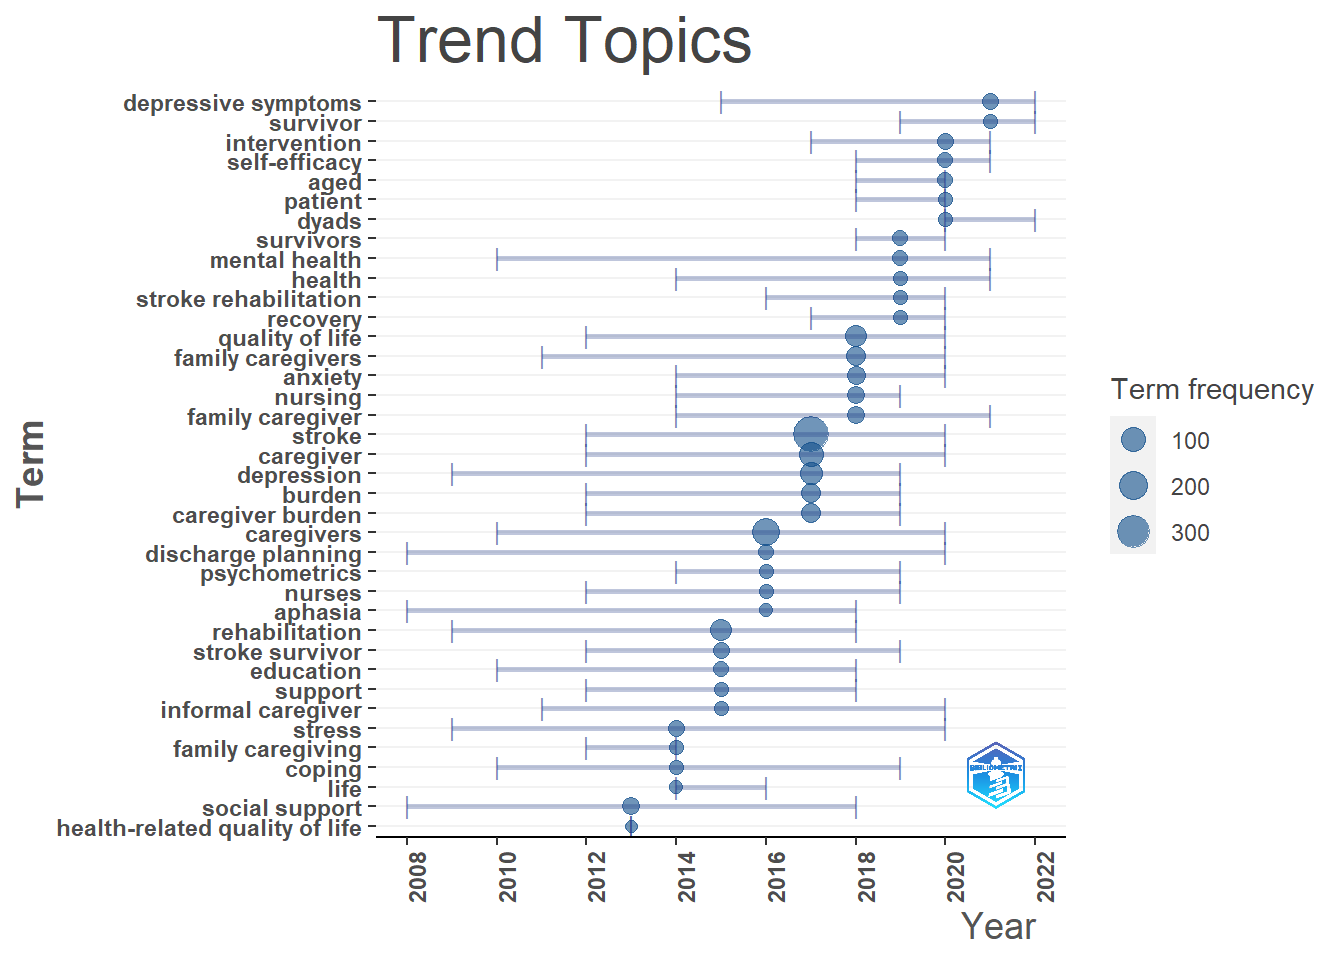 Trend Topics
Term
depressive symptoms
survivor
intervention
self-efficacy
aged
patient
dyads
survivors
mental health
health
stroke rehabilitation
recovery
quality of life
family caregivers
anxiety
nursing
family caregiver
stroke
caregiver
depression
burden
caregiver burden
caregivers
discharge planning
psychometrics
nurses
aphasia
rehabilitation
stroke survivor
education
support
informal caregiver
stress
family caregiving
coping
life
social support
health-related quality of life
2008
2010
2012
2014
2016
2018
2020
2022
Year
Term frequency
100
200
300
BIBLIOMETRIX